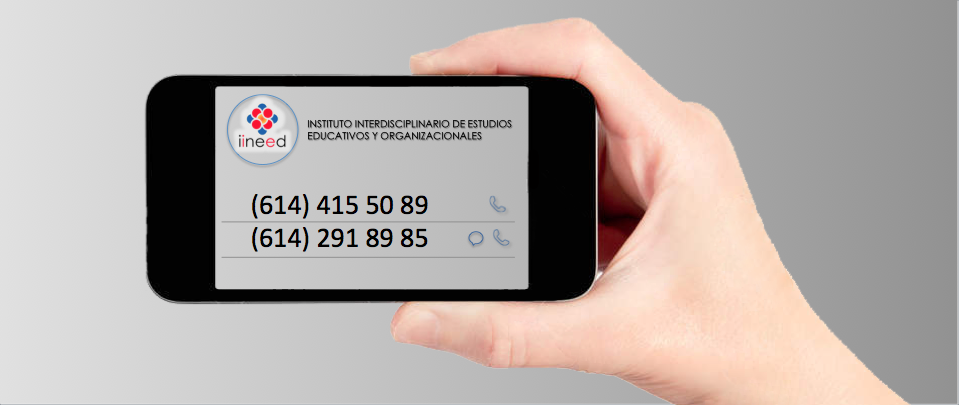 iineed
INSTITUTO INTERDISCIPLINARIO DE ESTUDIOS
EDUCATIVOS Y ORGANIZACIONALES
(614) 415 50 89
(614) 291 89 85